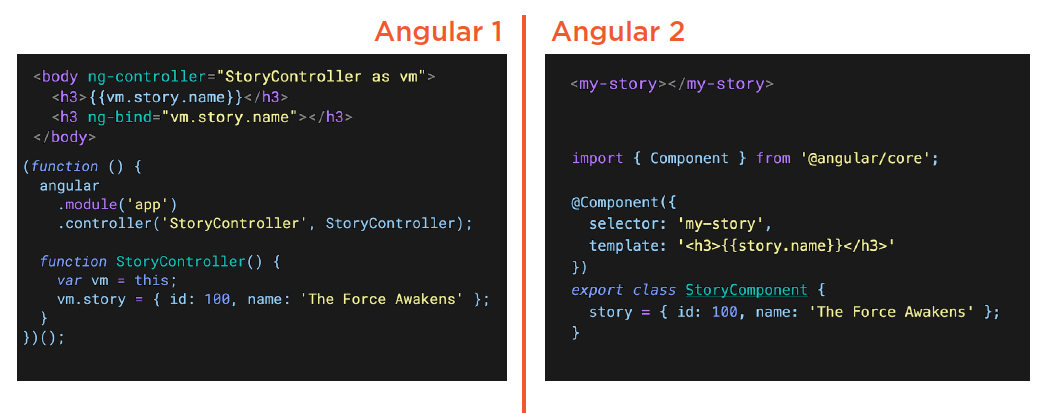 Angular 1
<body ng-controller="StoryController as vm">
<h3>{{vm.story.name}}</h3>
<h3 ng-bind="vm.story.name"></h3>
</body>
(function () {
angular
.module('app')
.controller('StoryController', StoryController);
function StoryController() {
var vm = this;
vm.story = { id: 100, name: 'The Force Awakens' };
}
})();
Angular 2
<my-story></my-story>
import { Component } from '@angular/core';
@Component({
selector: 'my-story',
template: '<h3>{{story.name}}</h3>'
})
export class StoryComponent {
story = { id: 100, name: 'The Force Awakens' };
}